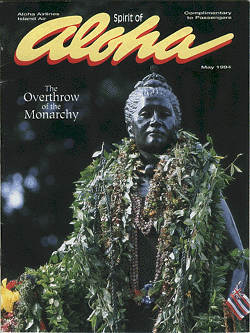 Aloha Airlines
Island Air
Spirit of
Complimentary
to Passengers
Aloha
May 1994
The
Overthrow
of the
Monarchy